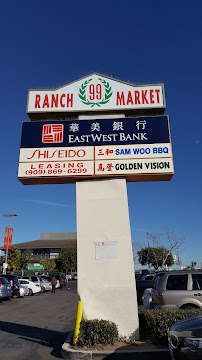 RANCH 99 MARKET
華美銀行
EASTWEST BANK
SHISEIDO
三和 SAM WOO BBQ
LEASING
(909) 869-6299
萬瑩 GOLDEN VISION